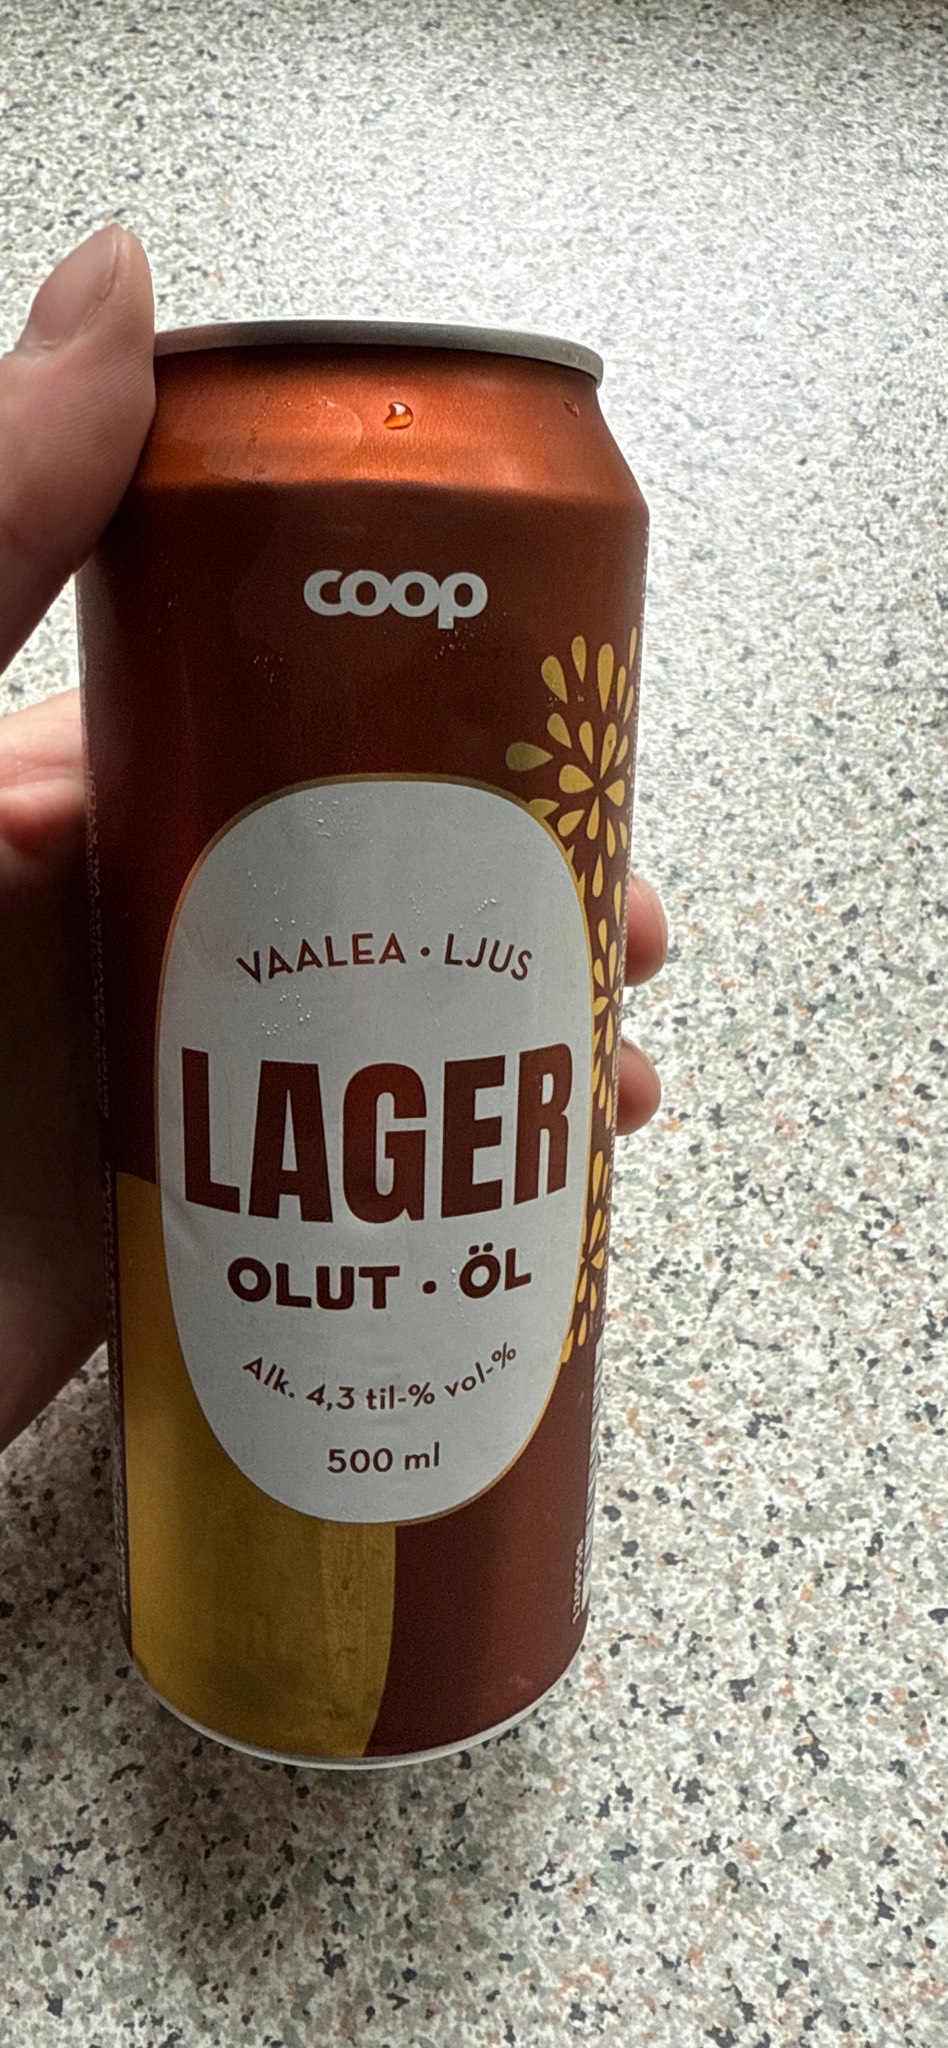 coop
VAALEA • LJUS
LAGER
OLUT • ÖL
Alk. 4,3 til-% vol-%
500 ml